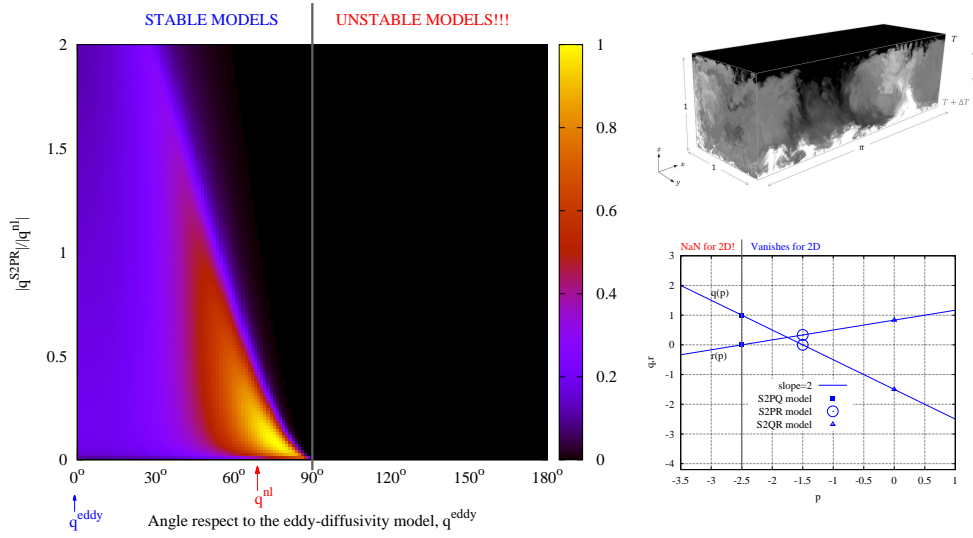 STABLE MODELS
UNSTABLE MODELS!!!
2
1.5
1
0.5
0
|q^S2PR|/|q^nl|
0°
30°
60°
90°
120°
150°
180°
1
0.8
0.6
0.4
0.2
0
q^eddy
q^nl
Angle respect to the eddy-diffusivity model, q^eddy
T
T + ΔT
1
1
π
z
x
y
NaN for 2D!
Vanishes for 2D
3
2
1
0
-1
-2
-3
-4
q,r
q(p)
r(p)
slope=2
S2PQ model
S2PR model
S2QR model
-3.5
-3
-2.5
-2
-1.5
-1
-0.5
0
0.5
1
p